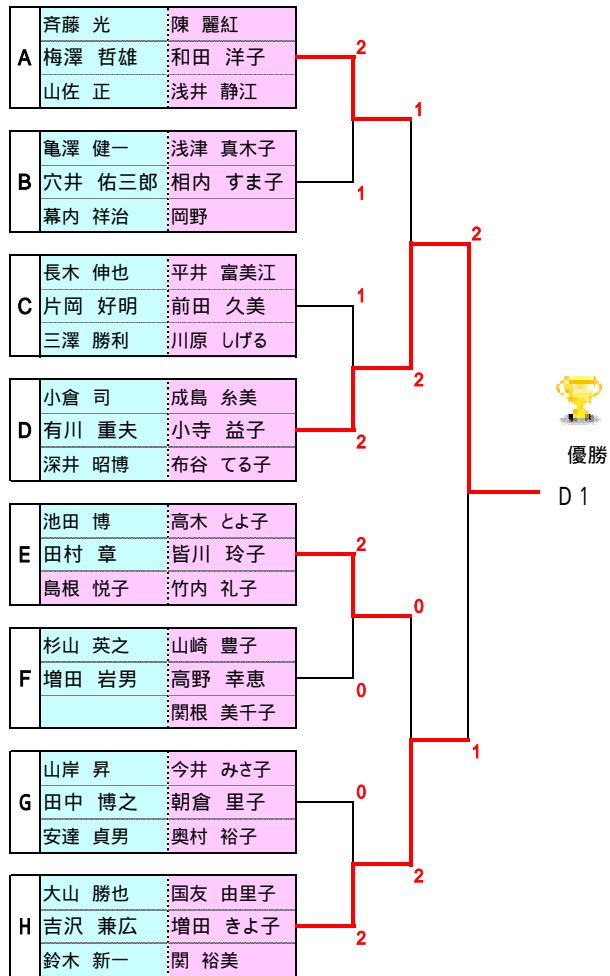 斉藤 光 陳 麗紅
A 梅澤 哲雄 和田 洋子 2
山佐 正 浅井 静江
1
亀澤 健一 浅津 真木子
B 穴井 佑三郎 相内 すま子 1
幕内 祥治 岡野
2
長木 伸也 平井 富美江
C 片岡 好明 前田 久美 1
三澤 勝利 川原 しげる
2
小倉 司 成島 糸美
D 有川 重夫 小寺 益子 2
深井 昭博 布谷 てる子
優勝
D1
池田 博 高木 とよ子
E 田村 章 皆川 玲子 2
島根 悦子 竹内 礼子
0
杉山 英之 山崎 豊子
F 増田 岩男 高野 幸恵 0
関根 美千子
1
山岸 昇 今井 みさ子
G 田中 博之 朝倉 里子 0
安達 貞男 奥村 裕子
2
大山 勝也 国友 由里子
H 吉沢 兼広 増田 きよ子 2
鈴木 新一 関 裕美